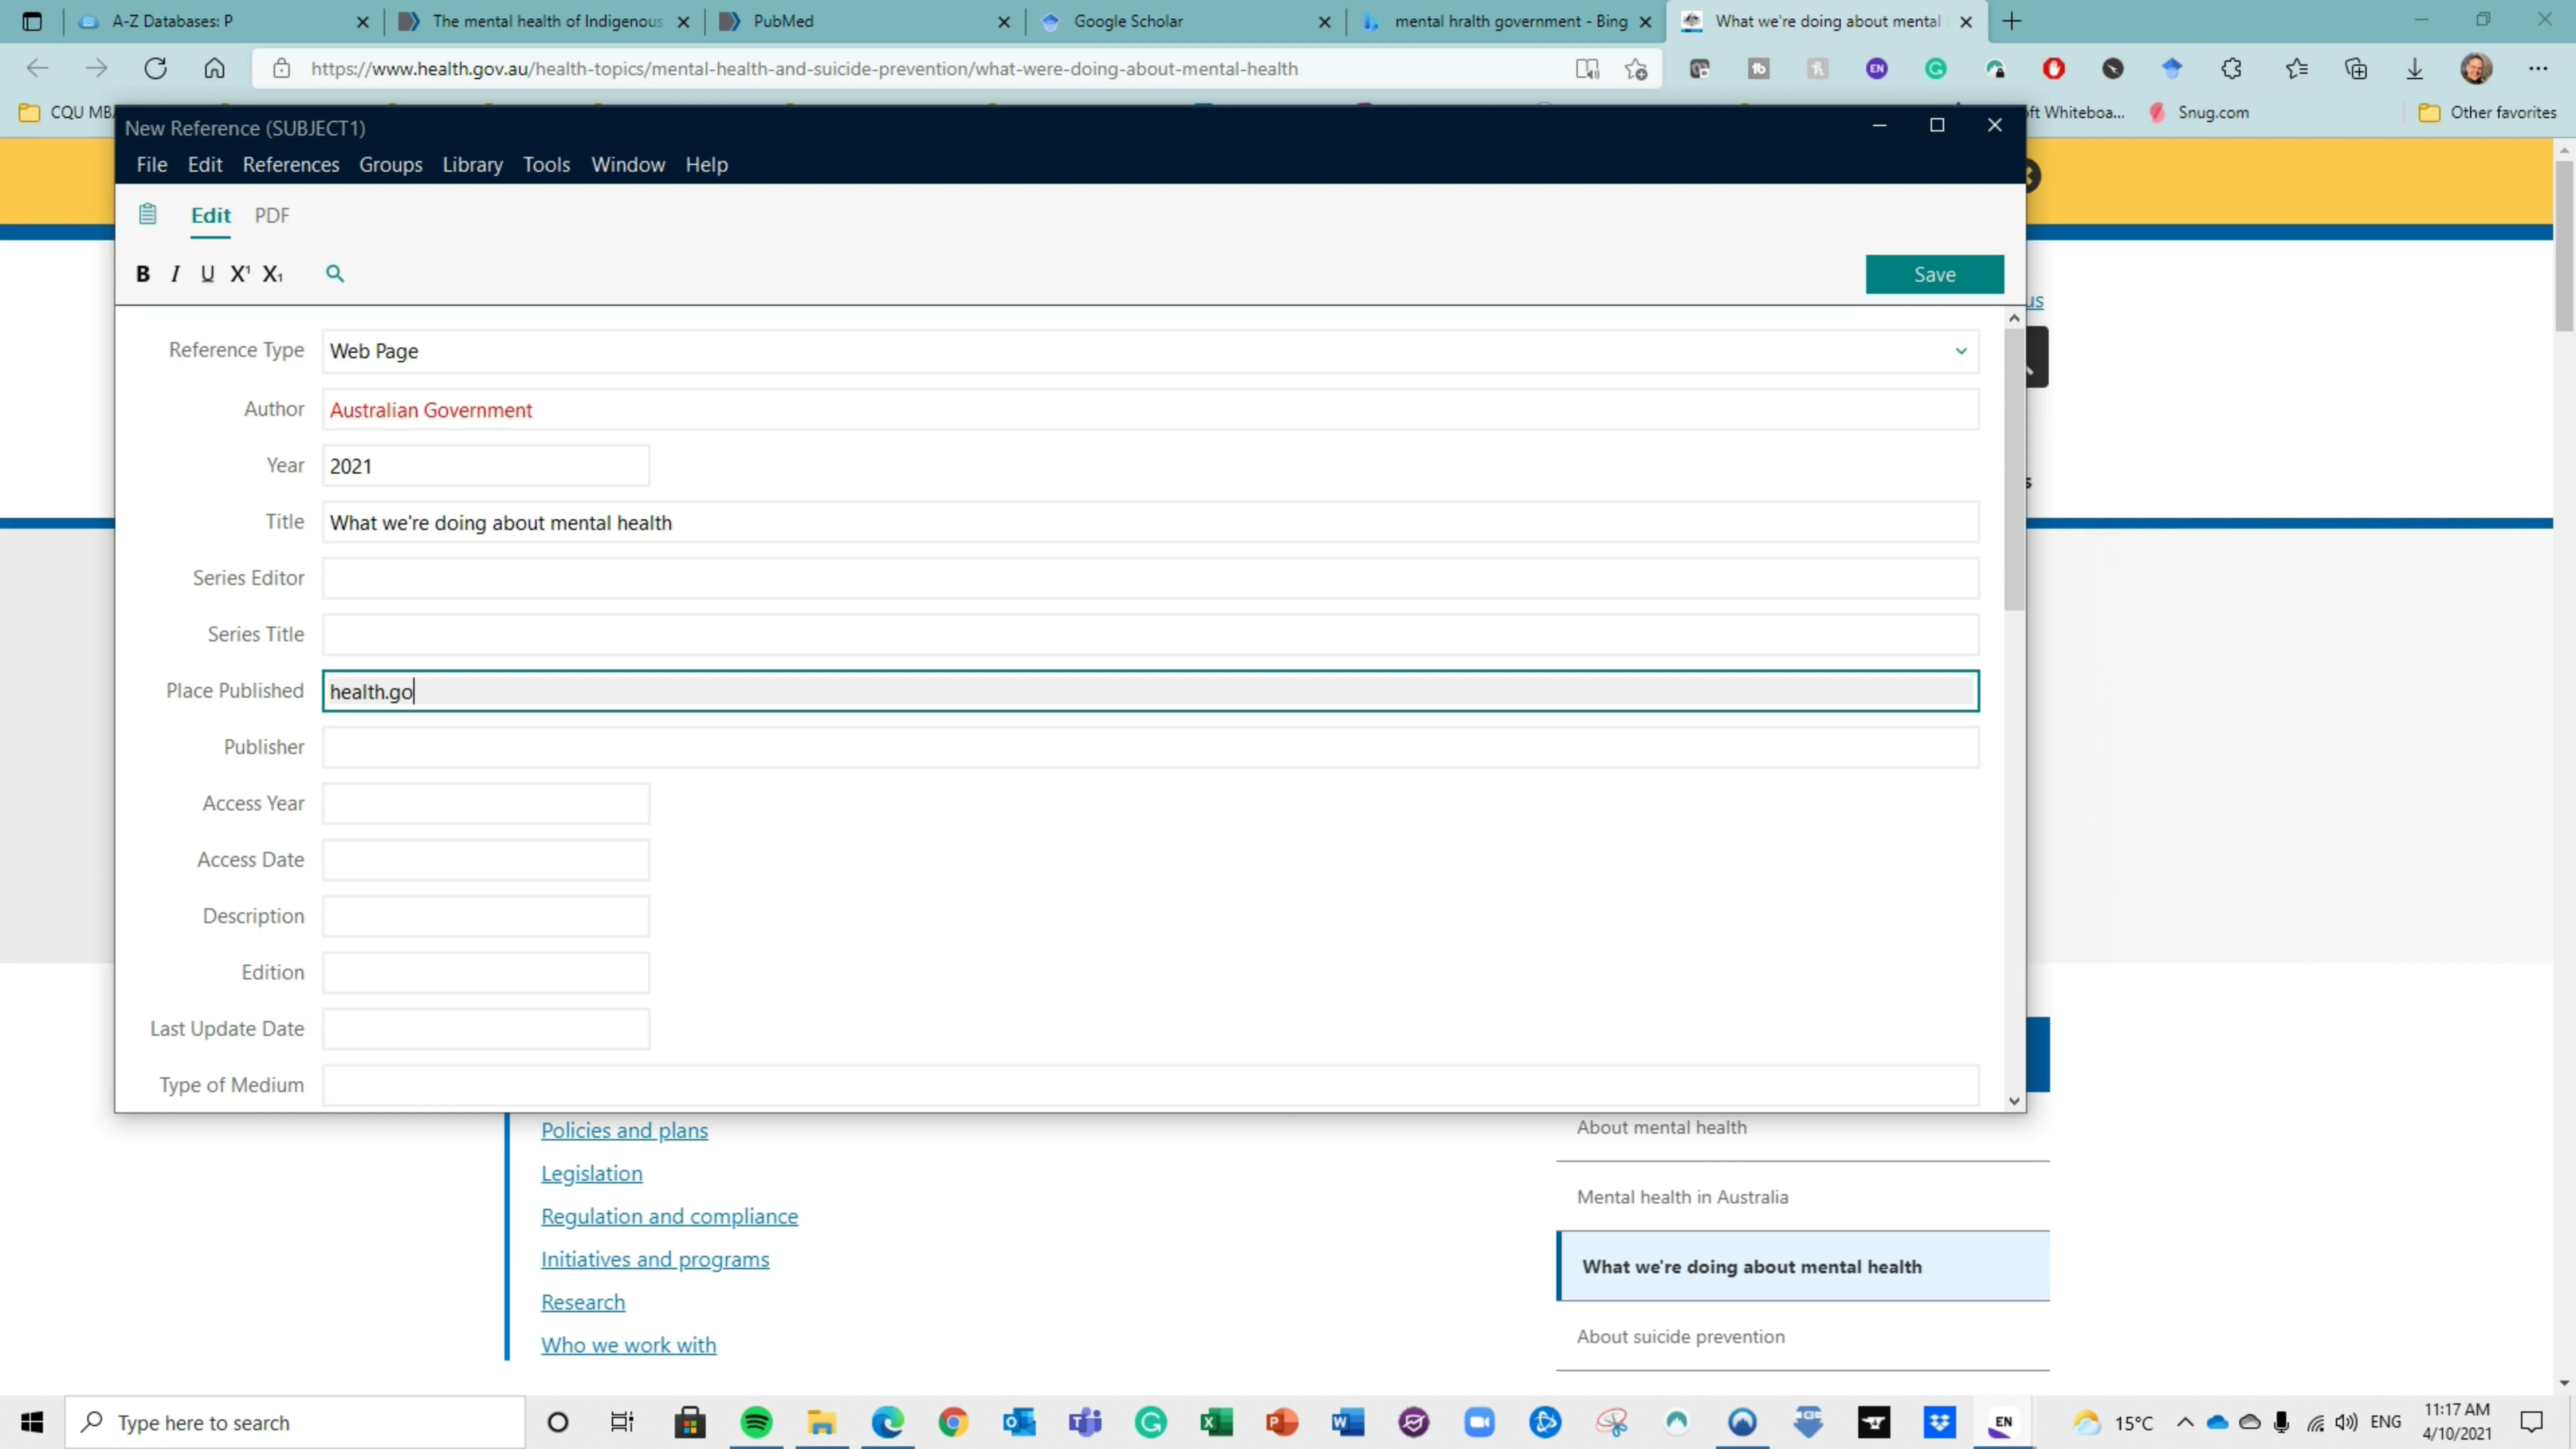 A-Z Databases: P
The mental health of Indigenous
PubMed
Google Scholar
mental hralth government - Bing
What we're doing about mental
https://www.health.gov.au/health-topics/mental-health-and-suicide-prevention/what-were-doing-about-mental-health
CQU MB
ft Whiteboa...
Snug.com
Other favorites
New Reference (SUBJECT1)
File Edit References Groups Library Tools Window Help
Edit PDF
B I U X¹ X₁
Save
us
Reference Type Web Page
Author Australian Government
Year 2021
Title What we're doing about mental health
Series Editor
Series Title
Place Published health.go
Publisher
Access Year
Access Date
Description
Edition
Last Update Date
Type of Medium
Policies and plans
Legislation
Regulation and compliance
Initiatives and programs
Research
Who we work with
About mental health
Mental health in Australia
What we're doing about mental health
About suicide prevention
Type here to search
15°C
ENG
11:17 AM
4/10/2021